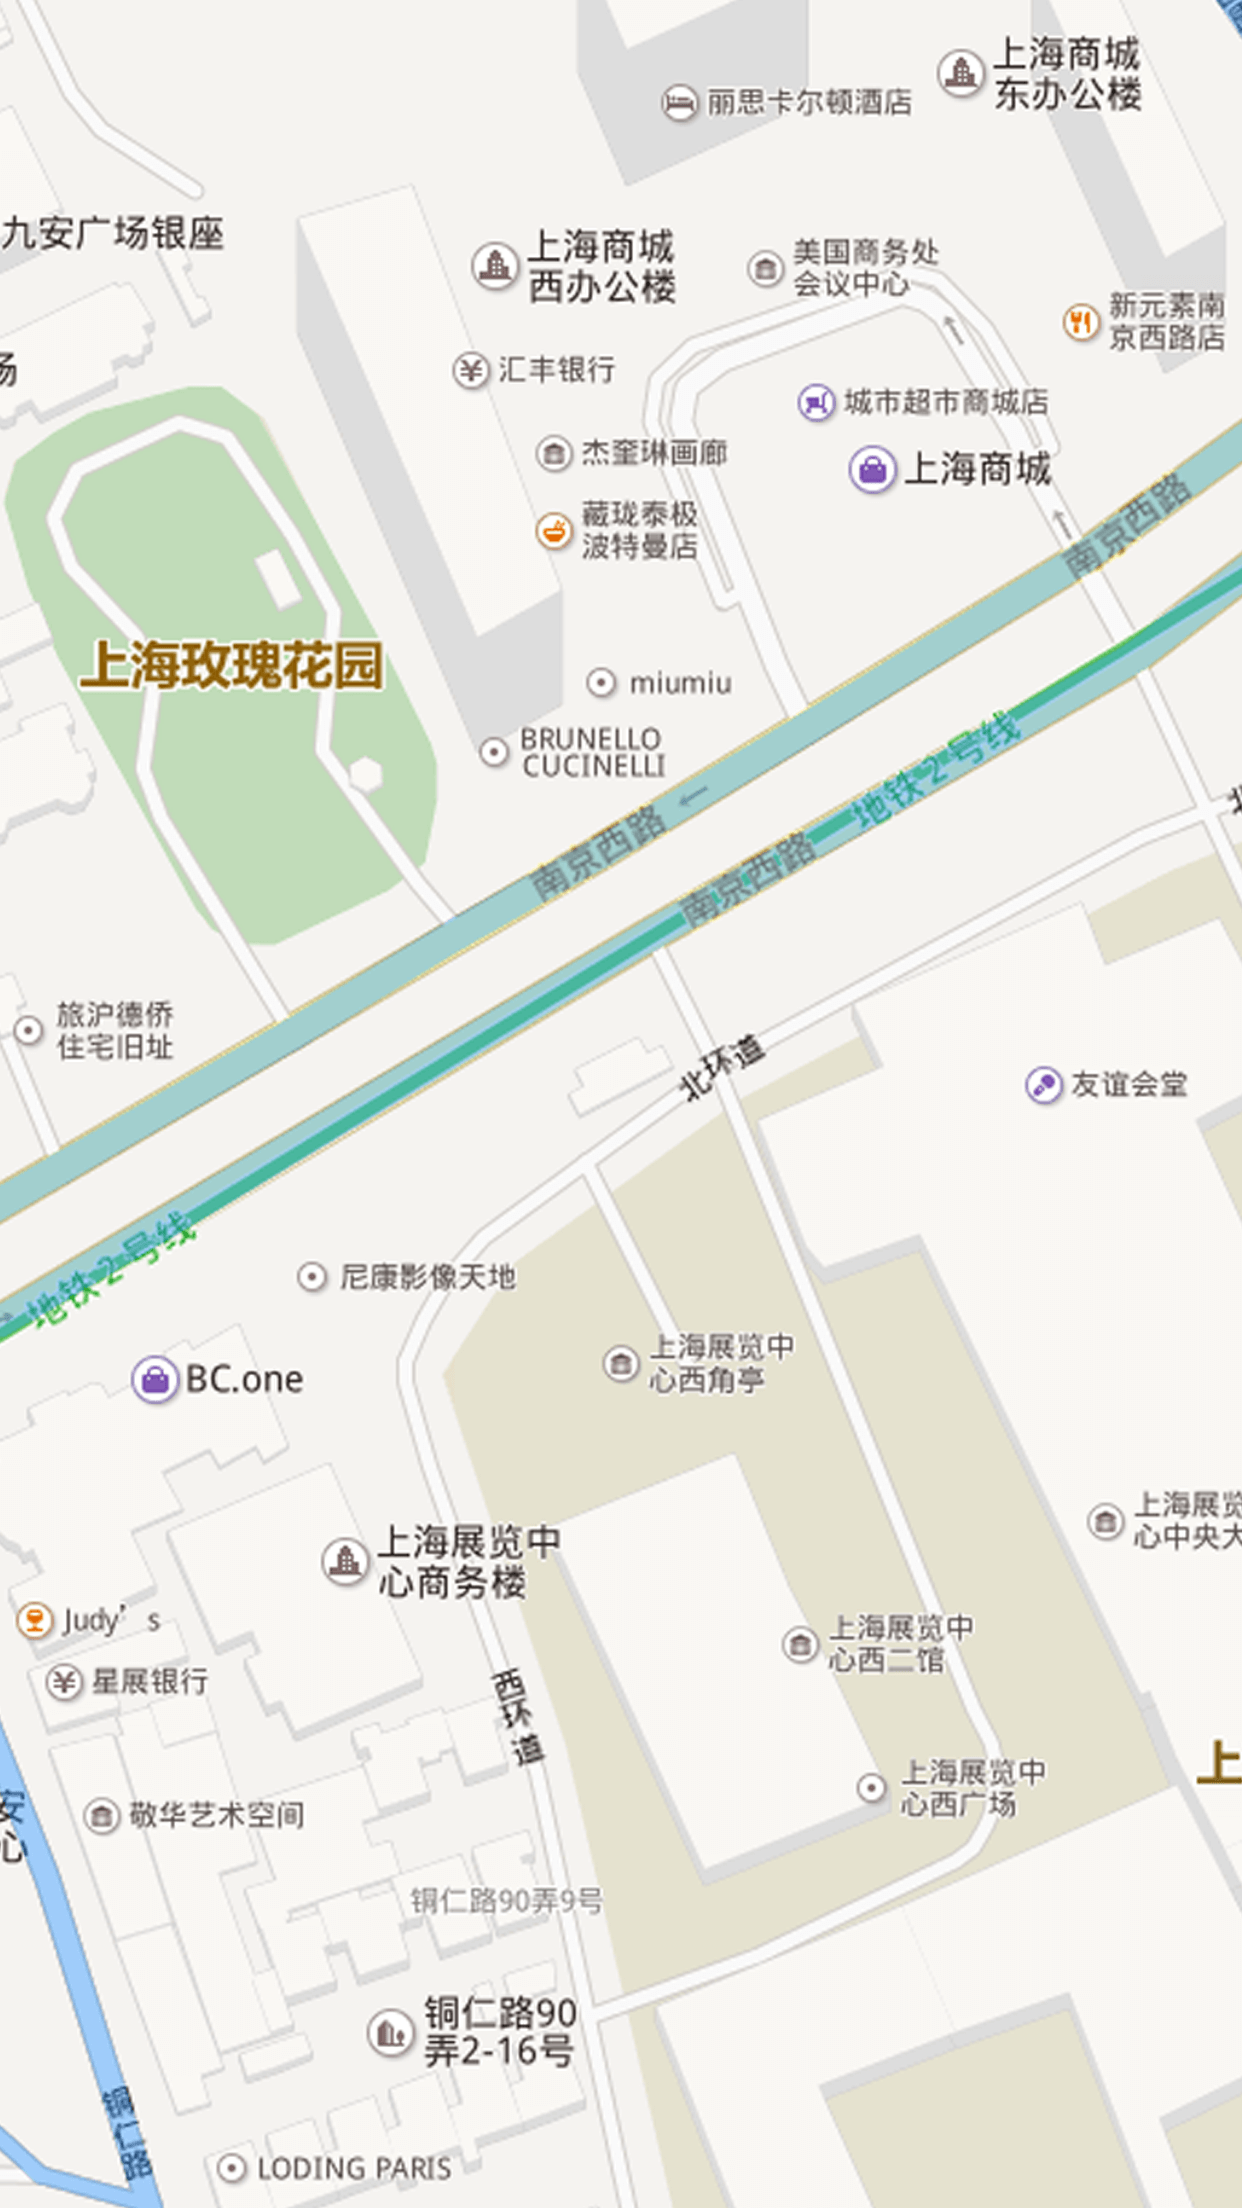 上海商城
东办公楼
丽思卡尔顿酒店
九安广场银座
上海商城
西办公楼
美国商务处
会议中心
新元素南
京西路店
场
汇丰银行
城市超市商城店
杰奎琳画廊
上海商城
藏珑泰极
波特曼店
南京西路
上海玫瑰花园
miumiu
BRUNELLO
CUCINELLI
地铁2号线
南京西路
南京西路
北
旅沪德侨
住宅旧址
北环道
友谊会堂
地铁2号线
尼康影像天地
上海展览中
心西角亭
BC.one
上海展览
心中央大
上海展览中
心商务楼
Judy’s
上海展览中
心西二馆
星展银行
西环道
上
上海展览中
心西广场
安
心
敬华艺术空间
铜仁路90弄9号
铜仁路90
弄2-16号
铜仁路
LODING PARIS